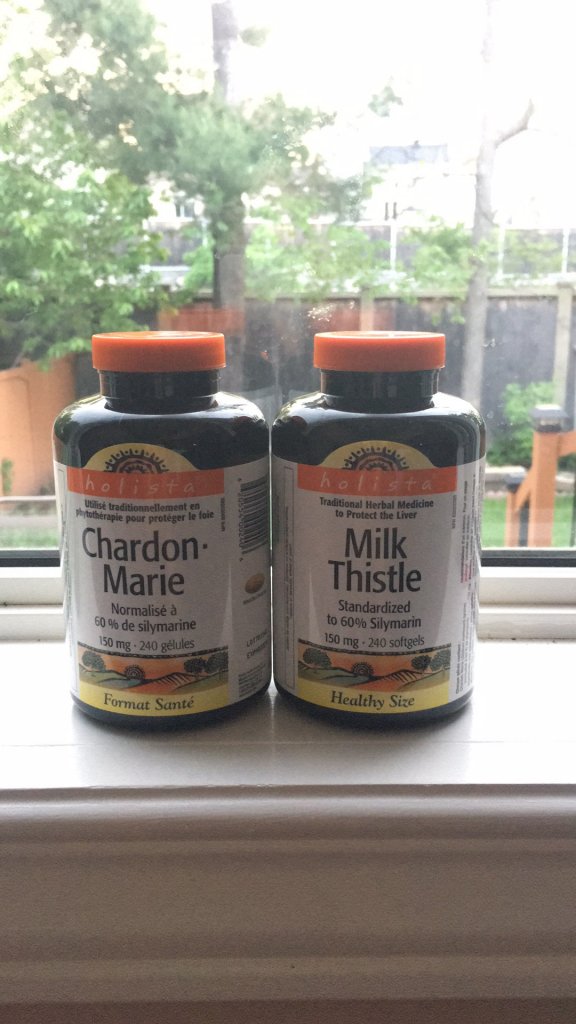 holista
Utilisé traditionnellement en
phytothérapie pour protéger le foie
Chardon-
Marie
Normalisé à
60 % de silymarine
150 mg · 240 gélules
Format Santé
holista
Traditional Herbal Medicine
to Protect the Liver
Milk
Thistle
Standardized
to 60% Silymarin
150 mg · 240 softgels
Healthy Size